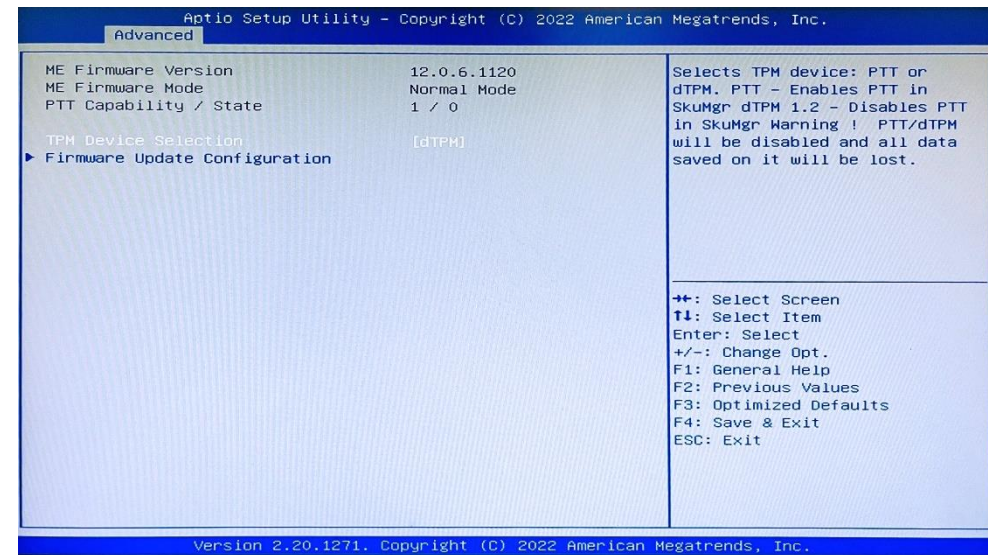 Aptio Setup Utility – Copyright (C) 2022 American Megatrends, Inc.
Advanced
ME Firmware Version 12.0.6.1120
ME Firmware Mode Normal Mode
PTT Capability / State 1 / 0
TPM Device Selection [dTPM]
Firmware Update Configuration
Selects TPM device: PTT or
dTPM. PTT – Enables PTT in
SkuMgr dTPM 1.2 – Disables PTT
in SkuMgr Warning ! PTT/dTPM
will be disabled and all data
saved on it will be lost.
→←: Select Screen
↑↓: Select Item
Enter: Select
+/-: Change Opt.
F1: General Help
F2: Previous Values
F3: Optimized Defaults
F4: Save & Exit
ESC: Exit
Version 2.20.1271. Copyright (C) 2022 American Megatrends, Inc.